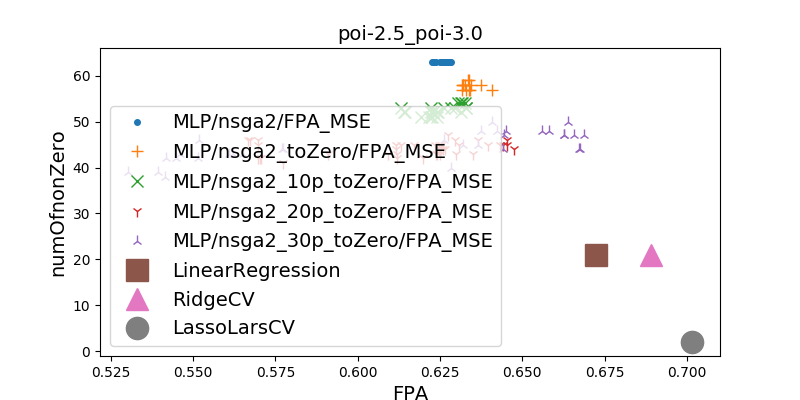 poi-2.5_poi-3.0
numOfnonZero
60
50
40
30
20
10
0
MLP/nsga2/FPA_MSE
MLP/nsga2_toZero/FPA_MSE
MLP/nsga2_10p_toZero/FPA_MSE
MLP/nsga2_20p_toZero/FPA_MSE
MLP/nsga2_30p_toZero/FPA_MSE
LinearRegression
RidgeCV
LassoLarsCV
0.525 0.550 0.575 0.600 0.625 0.650 0.675 0.700
FPA